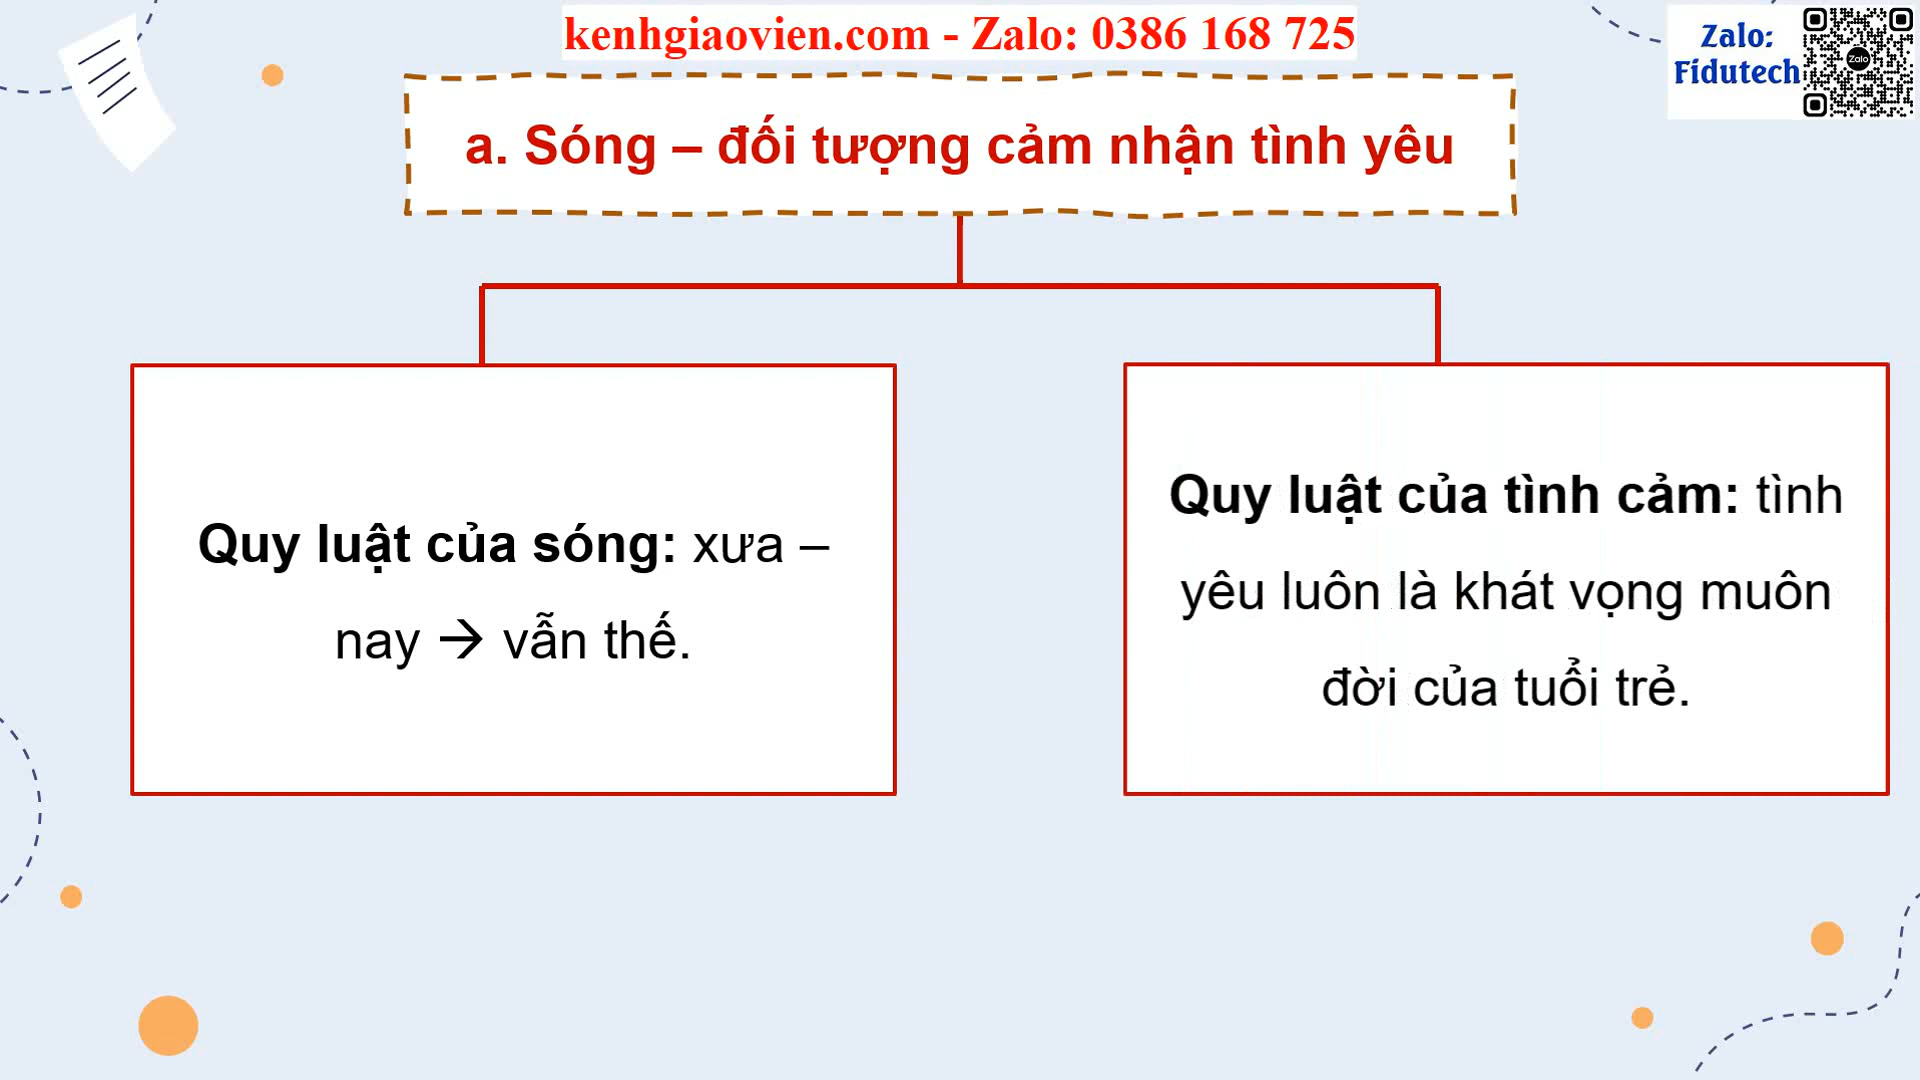 kenhgiaovien.com - Zalo: 0386 168 725
Zalo:
Fidutech
Zalo
a. Sóng – đối tượng cảm nhận tình yêu
Quy luật của sóng: xưa –
nay → vẫn thế.
Quy luật của tình cảm: tình
yêu luôn là khát vọng muôn
đời của tuổi trẻ.